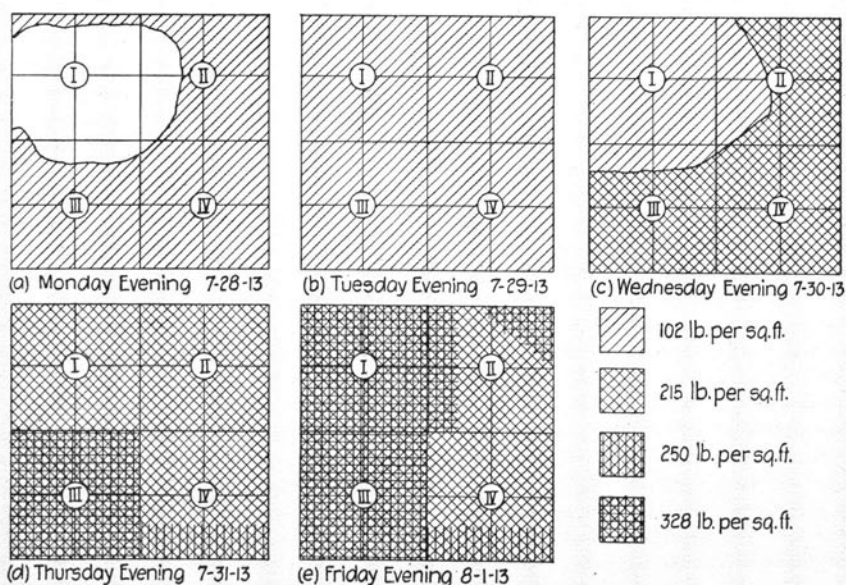 I II
III IV
(a) Monday Evening 7-28-13
I II
III IV
(b) Tuesday Evening 7-29-13
I II
III IV
(c) Wednesday Evening 7-30-13
I II
III IV
(d) Thursday Evening 7-31-13
I II
III IV
(e) Friday Evening 8-1-13
102 lb. per sq. ft.
215 lb. per sq. ft.
250 lb. per sq. ft.
328 lb. per sq. ft.